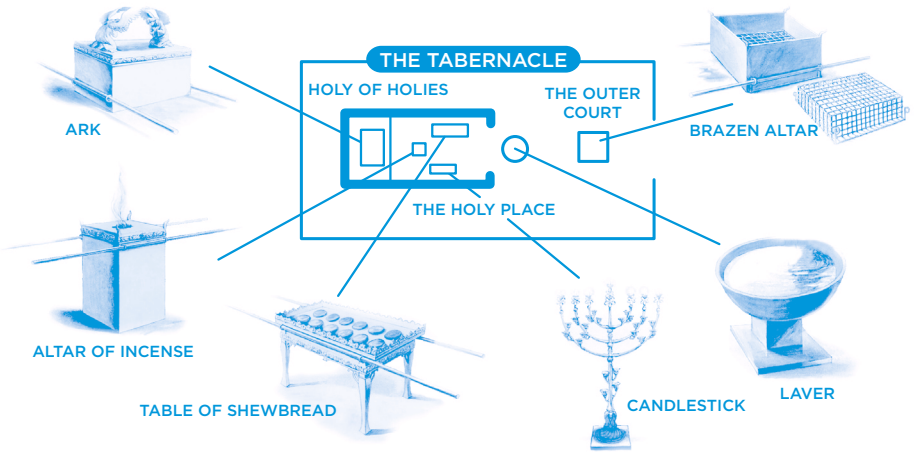 THE TABERNACLE
HOLY OF HOLIES
THE OUTER
COURT
ARK
BRAZEN ALTAR
THE HOLY PLACE
ALTAR OF INCENSE
TABLE OF SHEWBREAD
CANDLESTICK
LAVER